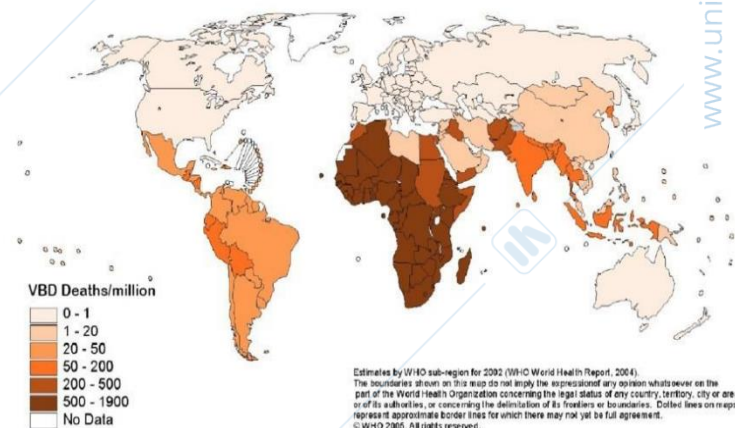 www.uni
VBD Deaths/million
0 - 1
1 - 20
20 - 50
50 - 200
200 - 500
500 - 1900
No Data
Estimates by WHO sub-region for 2002 (WHO World Health Report, 2004).
The boundaries shown on this map do not imply the expression of any opinion whatsoever on the
part of the World Health Organization concerning the legal status of any country, territory, city or area
or of its authorities, or concerning the delimitation of its frontiers or boundaries. Dotted lines on maps
represent approximate border lines for which there may not yet be full agreement.
© WHO 2005. All rights reserved.